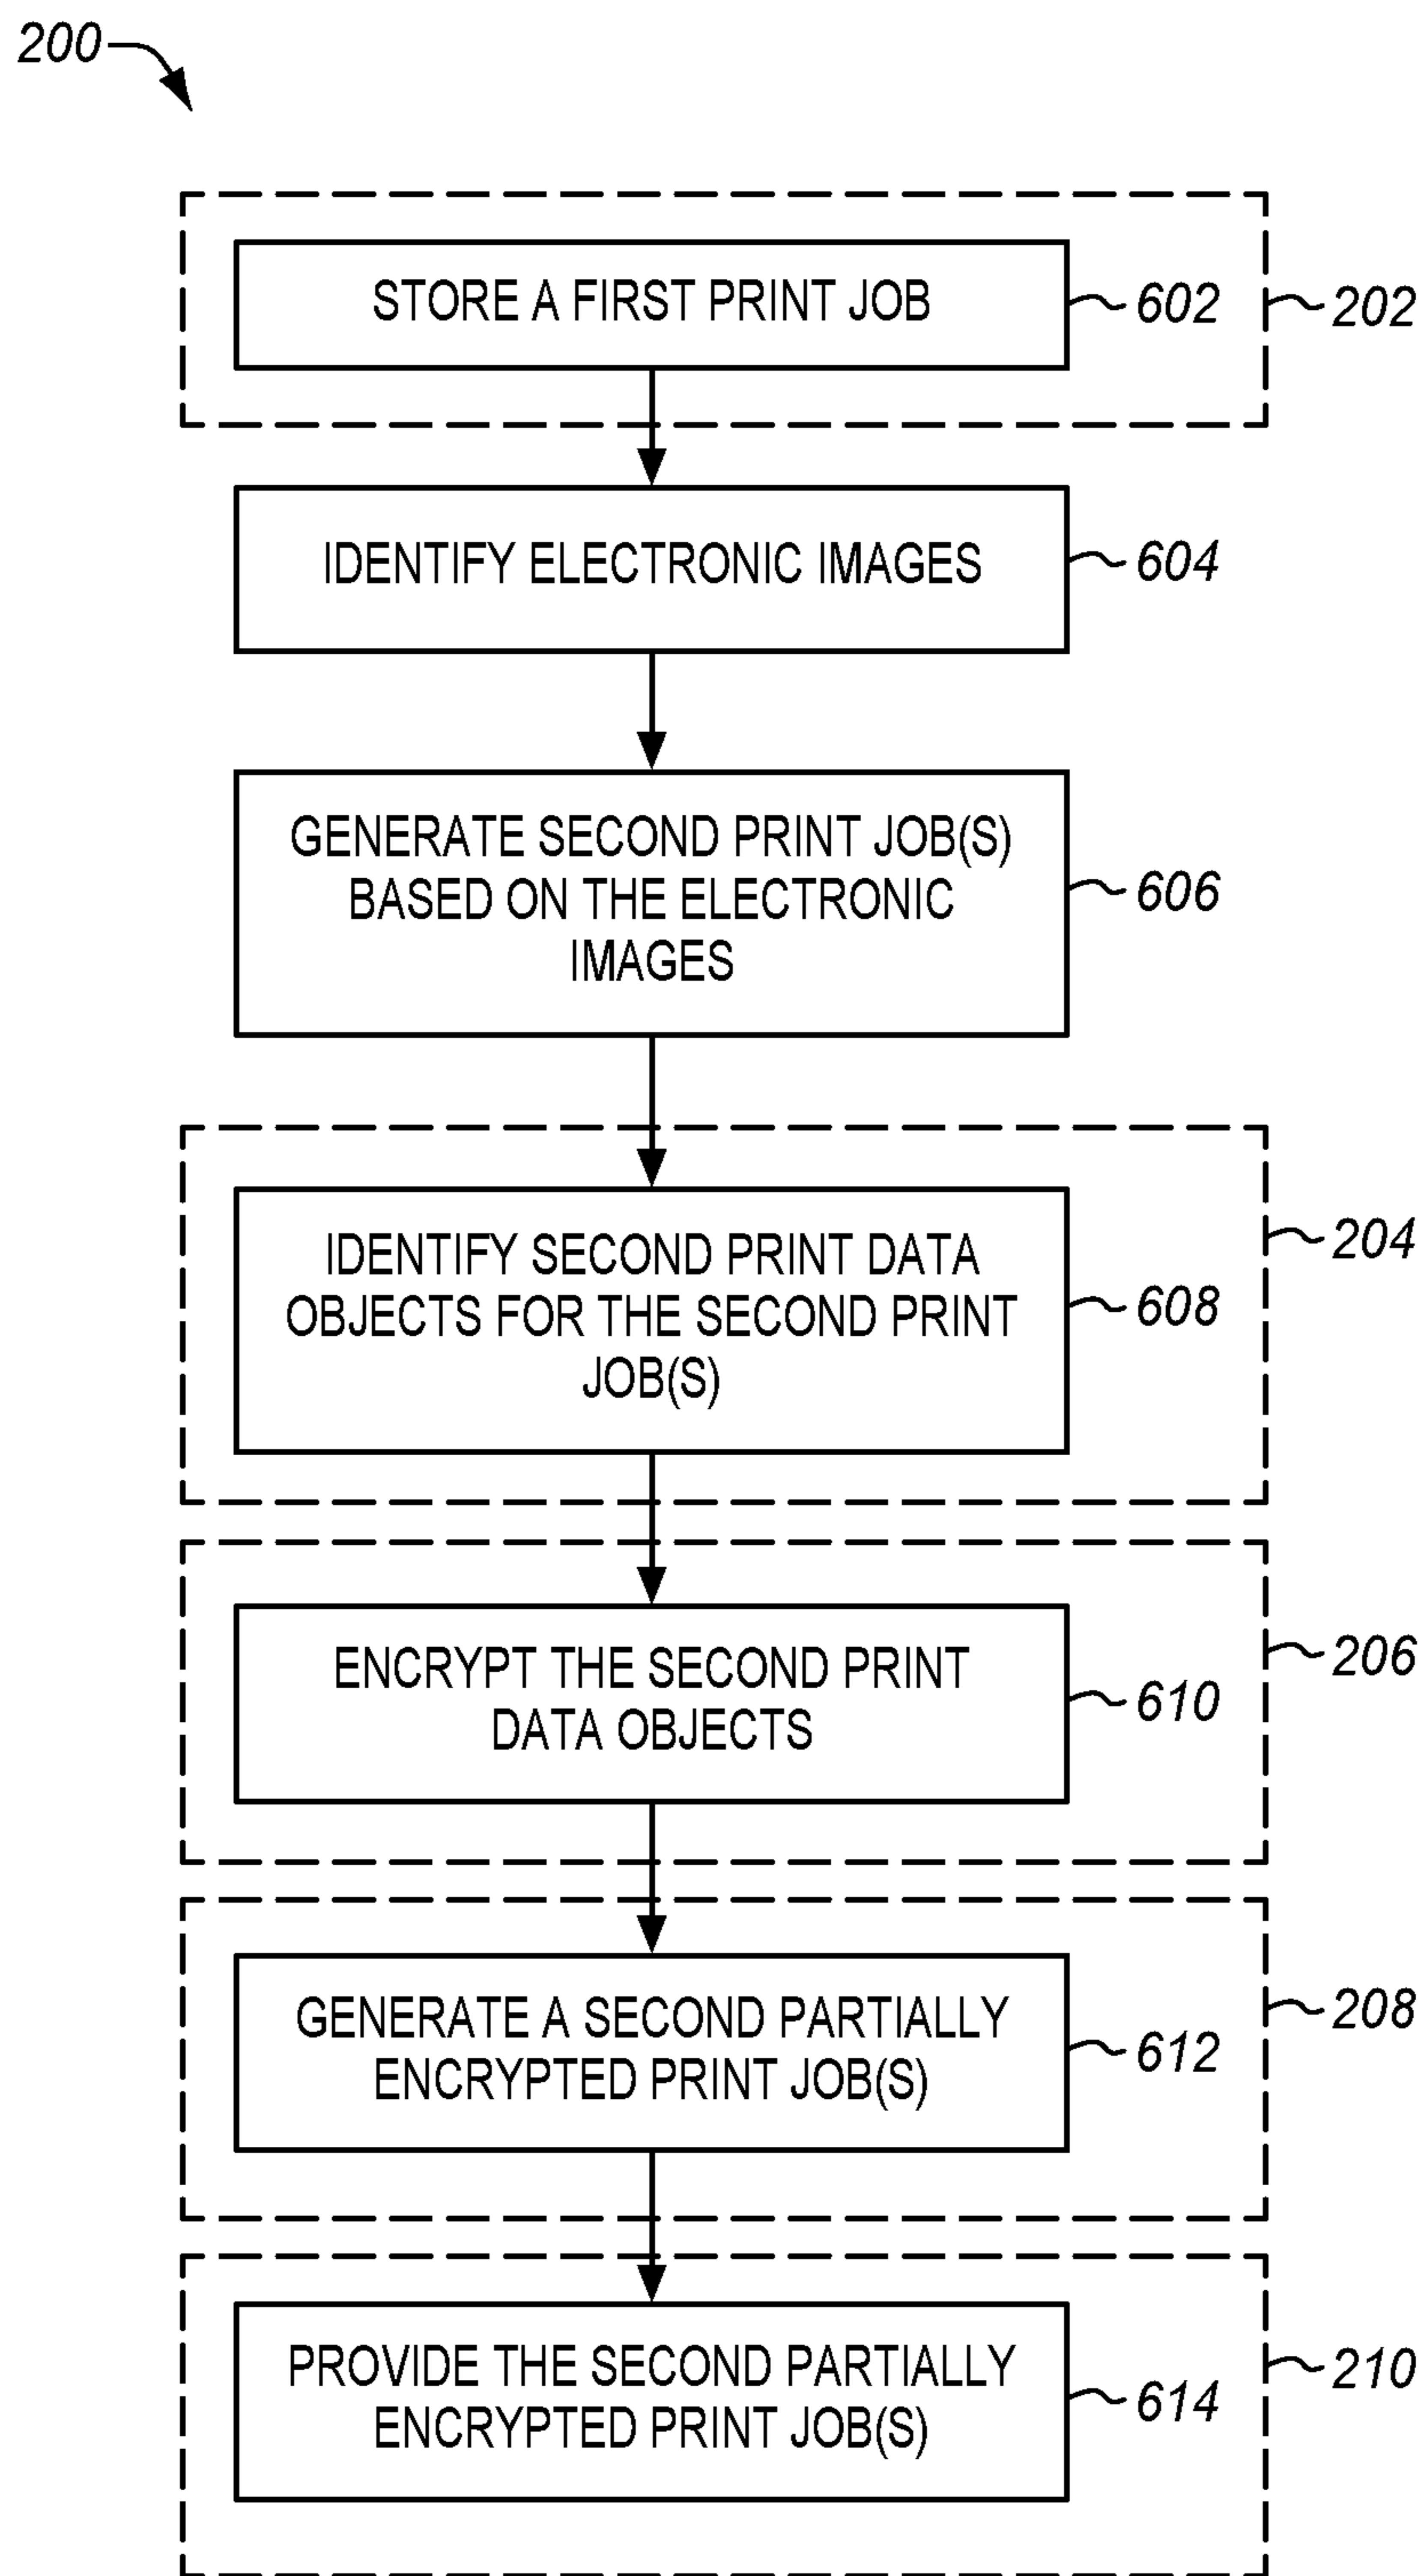 200
STORE A FIRST PRINT JOB
602
202
IDENTIFY ELECTRONIC IMAGES
604
GENERATE SECOND PRINT JOB(S)
BASED ON THE ELECTRONIC
IMAGES
606
204
IDENTIFY SECOND PRINT DATA
OBJECTS FOR THE SECOND PRINT
JOB(S)
608
206
ENCRYPT THE SECOND PRINT
DATA OBJECTS
610
208
GENERATE A SECOND PARTIALLY
ENCRYPTED PRINT JOB(S)
612
210
PROVIDE THE SECOND PARTIALLY
ENCRYPTED PRINT JOB(S)
614